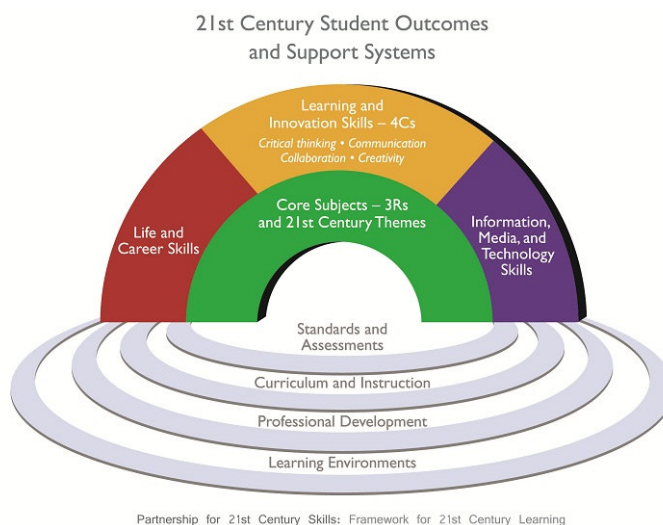 21st Century Student Outcomes
and Support Systems
Learning and
Innovation Skills – 4Cs
Critical thinking • Communication
Collaboration • Creativity
Core Subjects – 3Rs
and 21st Century Themes
Life and
Career Skills
Information,
Media, and
Technology
Skills
Standards and
Assessments
Curriculum and Instruction
Professional Development
Learning Environments
Partnership for 21st Century Skills: Framework for 21st Century Learning